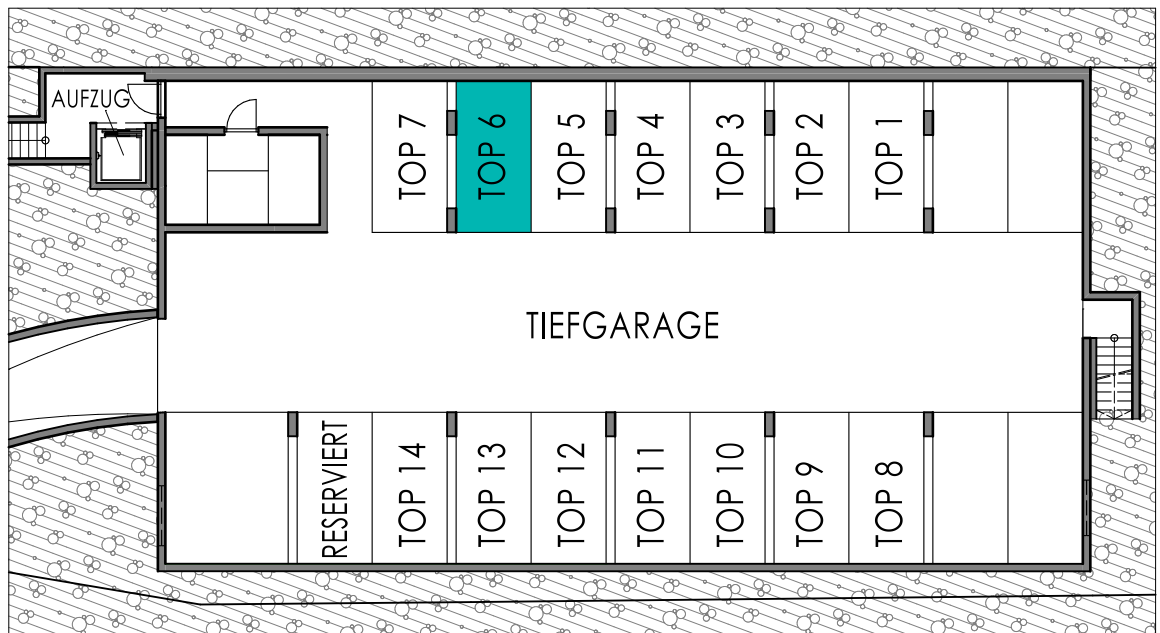 AUFZUG
TOP 7
TOP 6
TOP 5
TOP 4
TOP 3
TOP 2
TOP 1
TIEFGARAGE
RESERVIERT
TOP 14
TOP 13
TOP 12
TOP 11
TOP 10
TOP 9
TOP 8